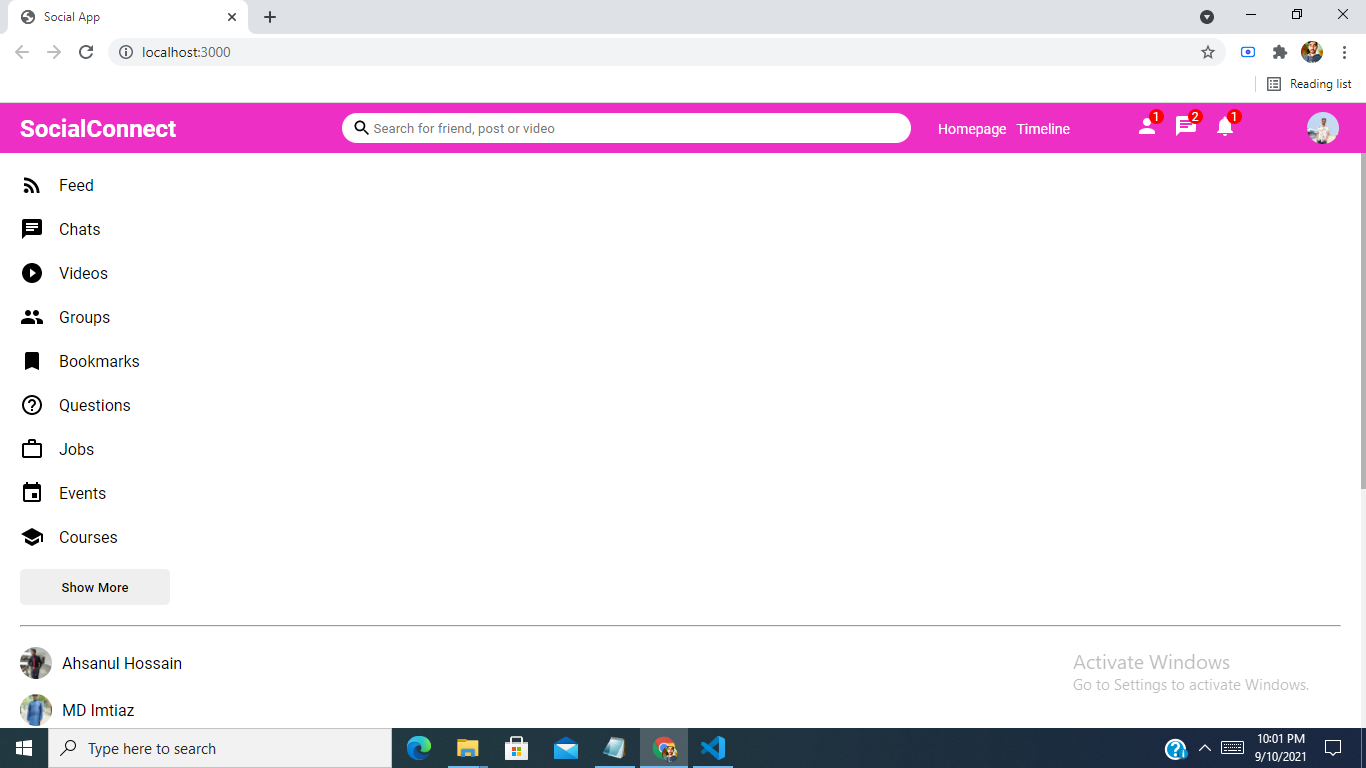 Social App
localhost:3000
Reading list
SocialConnect
Search for friend, post or video
Homepage Timeline
1
2
1
Feed
Chats
Videos
Groups
Bookmarks
Questions
Jobs
Events
Courses
Show More
Ahsanul Hossain
MD Imtiaz
Activate Windows
Go to Settings to activate Windows.
Type here to search
10:01 PM
9/10/2021